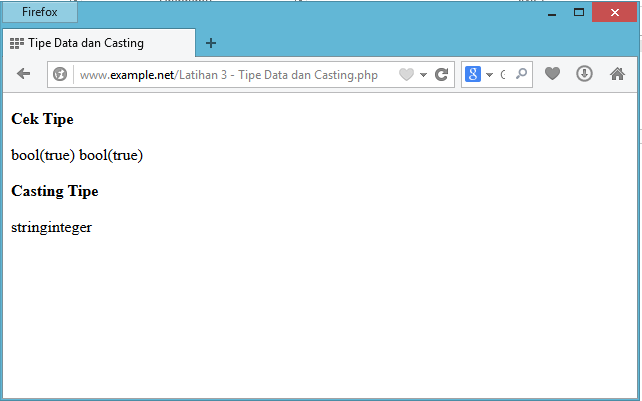 Firefox
Tipe Data dan Casting
www.example.net/Latihan 3 - Tipe Data dan Casting.php
Cek Tipe
bool(true) bool(true)
Casting Tipe
stringinteger